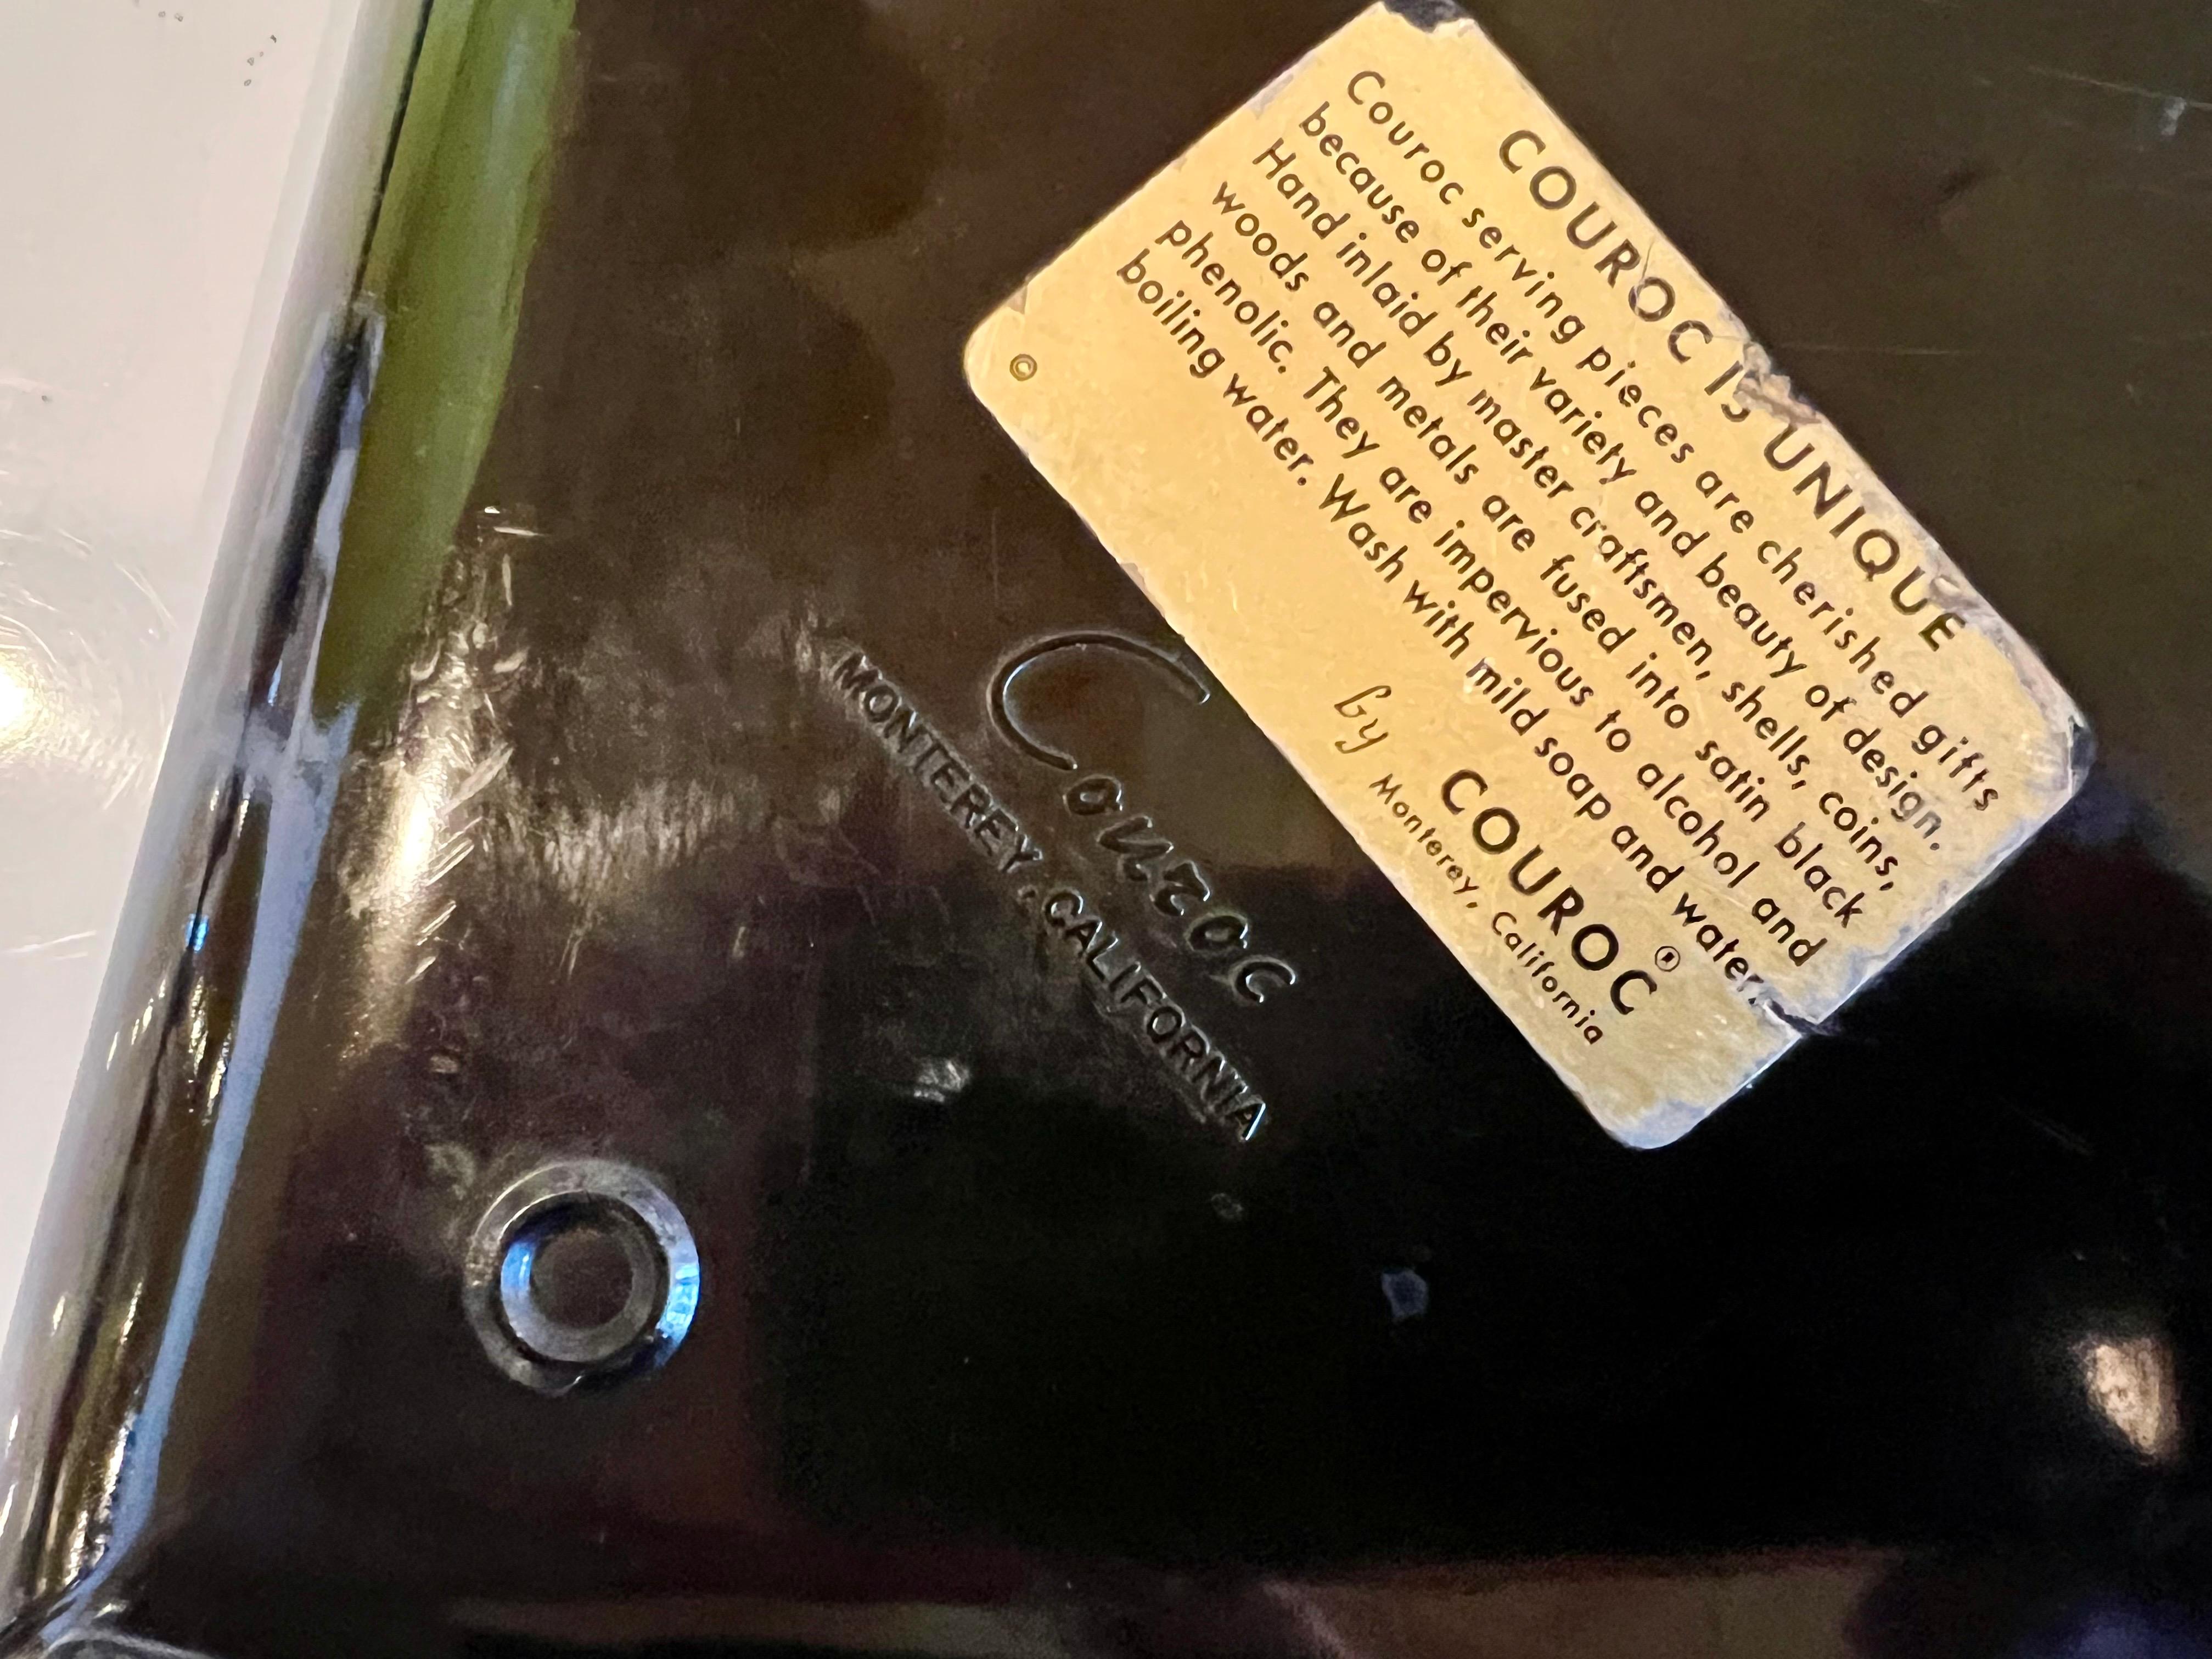 COUROC IS UNIQUE
Couroc serving pieces are cherished gifts
because of their variety and beauty of design.
Hand inlaid by master craftsmen, shells, coins,
woods and metals are fused into satin black
phenolic. They are impervious to alcohol and
boiling water. Wash with mild soap and water.
by COUROC®
Monterey, California
©
Couroc
MONTEREY, CALIFORNIA